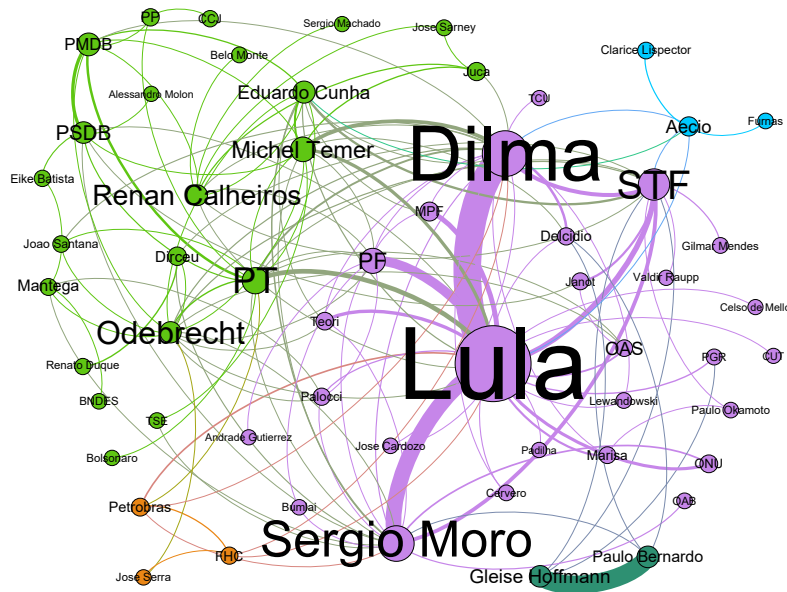 PP
CCJ
Sergio Machado
Jose Sarney
PMDB
Belo Monte
Clarice Lispector
Juca
Alessandro Molon
Eduardo Cunha
TCU
Furnas
Aecio
PSDB
Michel Temer
Dilma
Eike Batista
Renan Calheiros
STF
MPF
Joao Santana
Delcidio
Gilmar Mendes
Dirceu
PF
Mantega
PT
Janot
Valdir Raupp
Celso de Mello
Teori
Odebrecht
OAS
PGR
CUT
Renato Duque
Lula
Palocci
BNDES
Lewandowski
Paulo Okamoto
TSE
Andrade Gutierrez
Jose Cardozo
Padilha
Bolsonaro
Marisa
ONU
Cervero
Petrobras
Bumlai
OAB
Sergio Moro
FHC
Paulo Bernardo
Jose Serra
Gleise Hoffmann